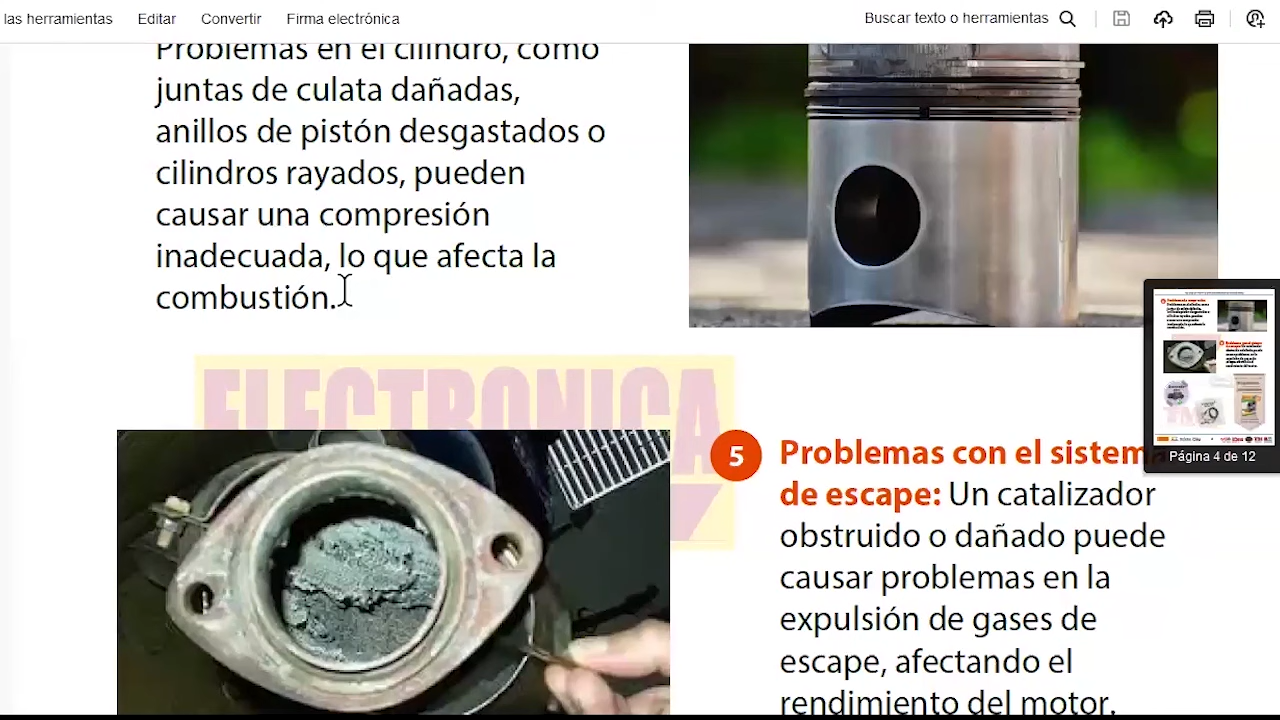 las herramientas
Editar
Convertir
Firma electrónica
Buscar texto o herramientas
Problemas en el cilindro, como
juntas de culata dañadas,
anillos de pistón desgastados o
cilindros rayados, pueden
causar una compresión
inadecuada, lo que afecta la
combustión.
ELECTRONICA
5
Problemas con el sistema
de escape: Un catalizador
obstruido o dañado puede
causar problemas en la
expulsión de gases de
escape, afectando el
rendimiento del motor.
Página 4 de 12